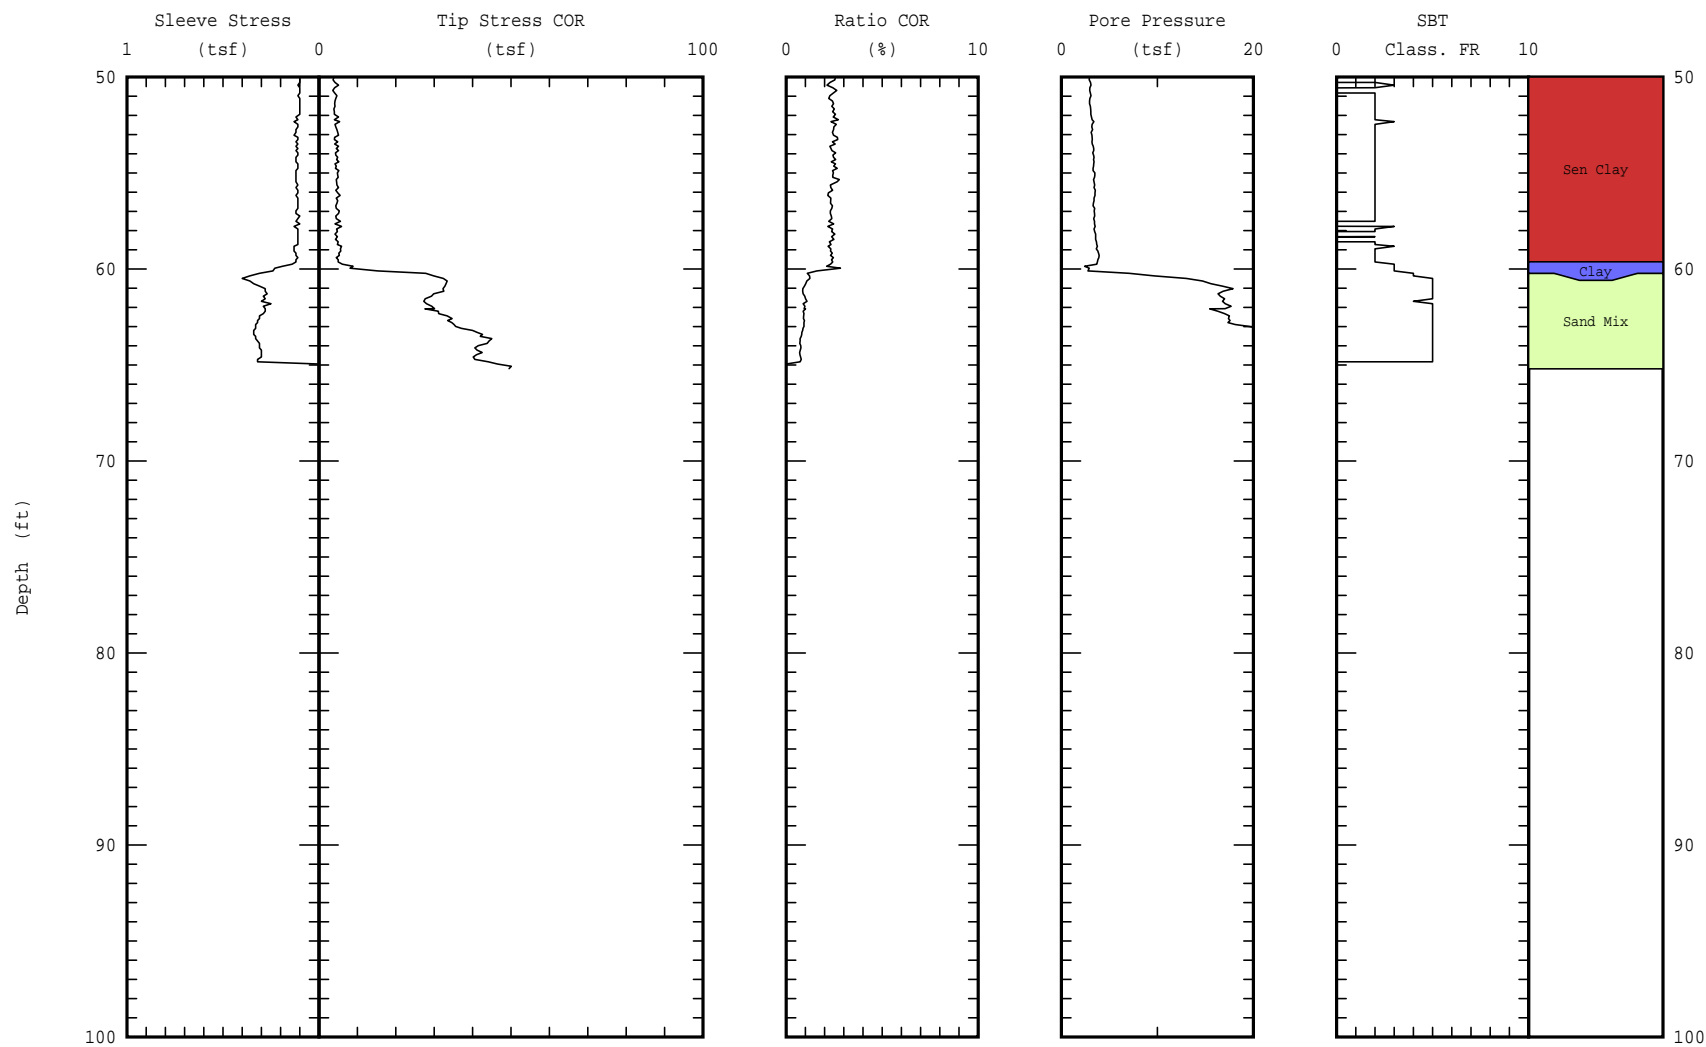 Sleeve Stress Tip Stress COR Ratio COR Pore Pressure SBT
1 (tsf) 0 (tsf) 100 0 (%) 10 0 (tsf) 20 0 Class. FR 10
50 50
Sen Clay
60 Clay 60
Sand Mix
70 70
Depth (ft)
80 80
90 90
100 100